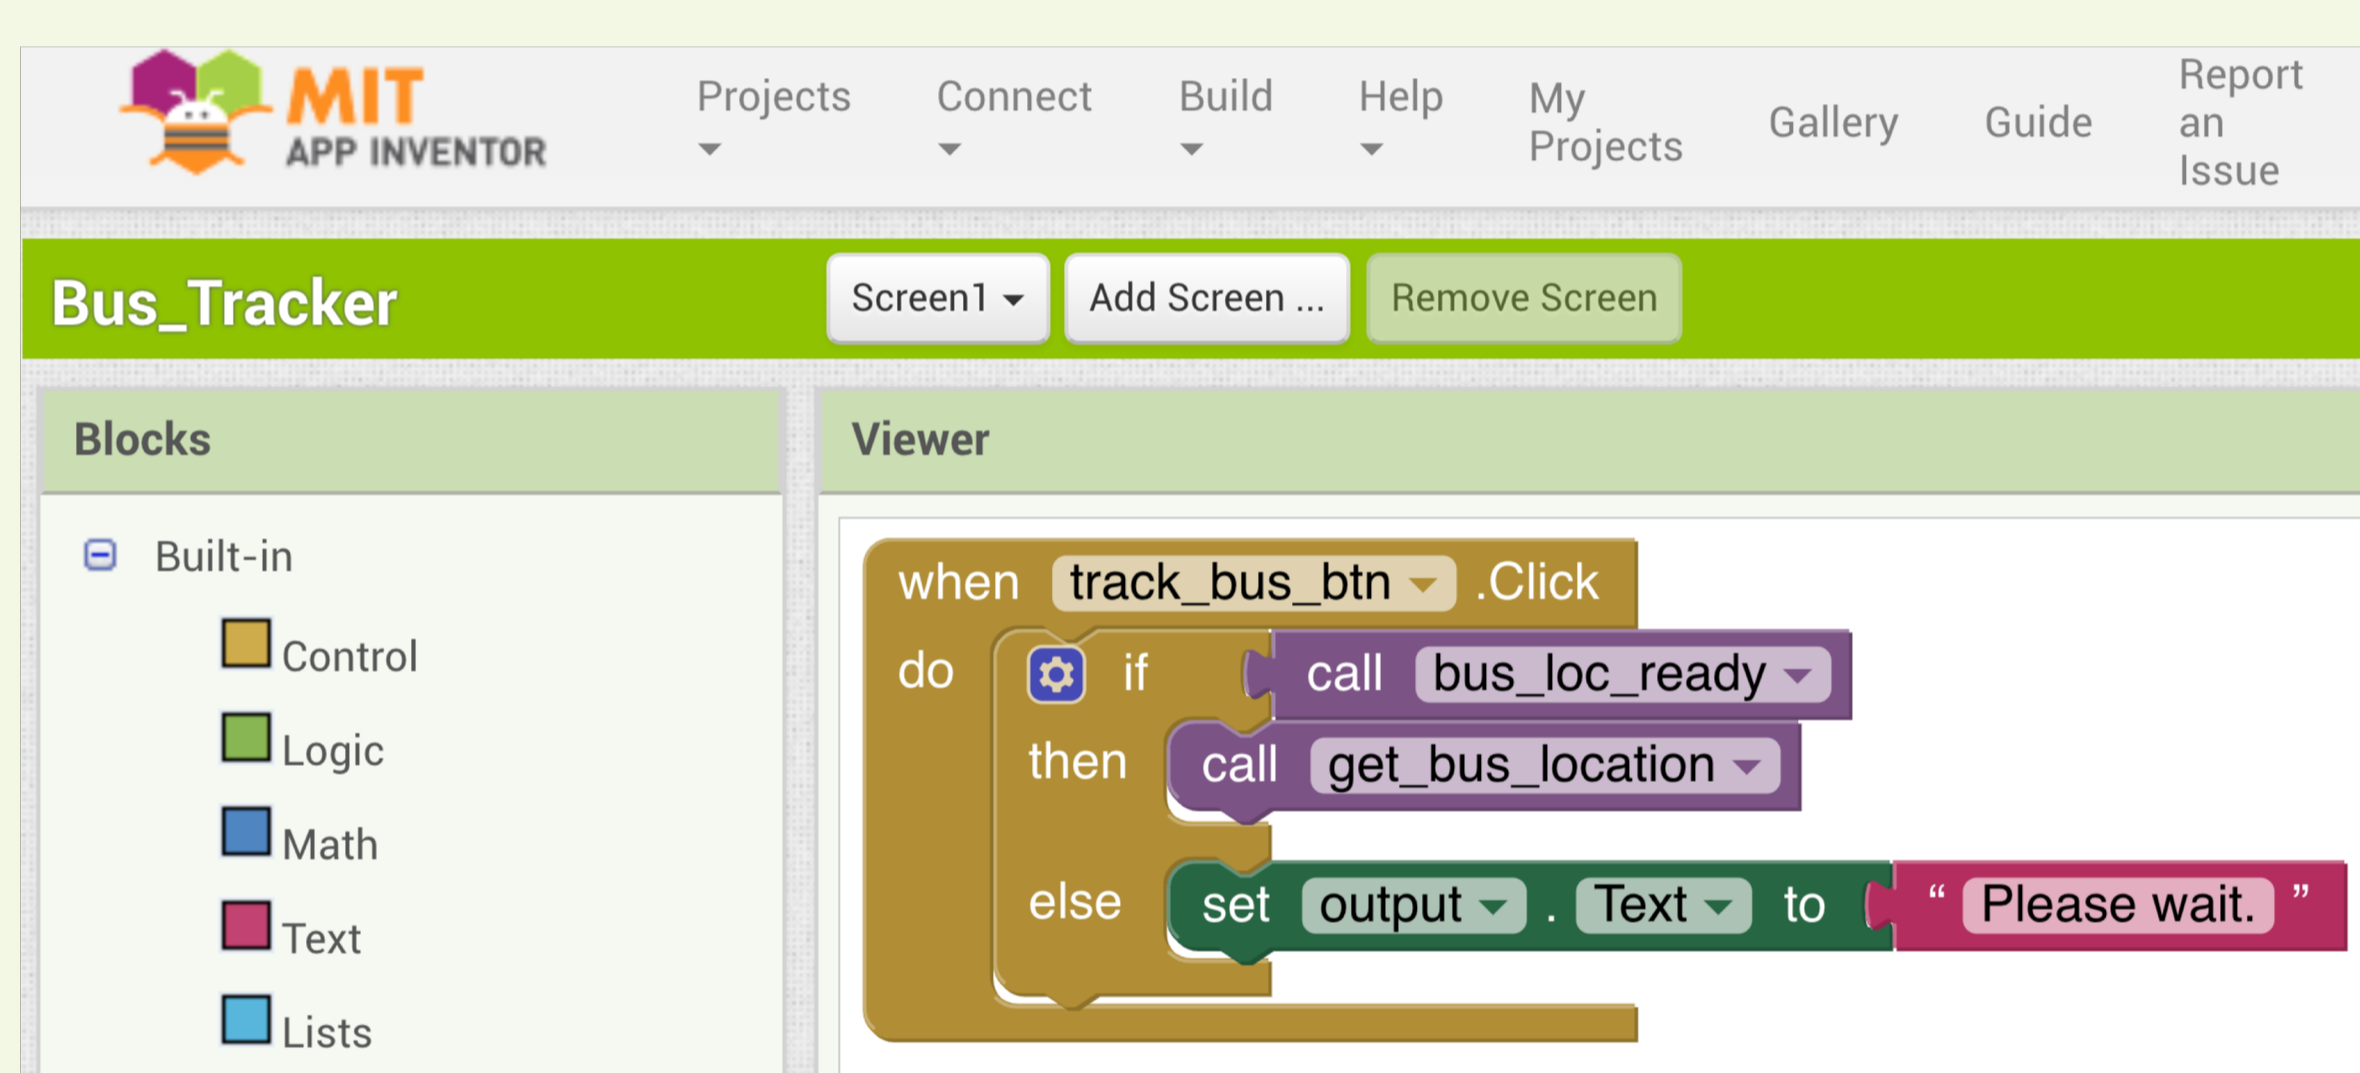 MIT
APP INVENTOR
Projects
Connect
Build
Help
My
Projects
Gallery
Guide
Report
an
Issue
Bus_Tracker
Screen1
Add Screen ...
Remove Screen
Blocks
Viewer
Built-in
Control
Logic
Math
Text
Lists
when track_bus_btn .Click
do if call bus_loc_ready
then call get_bus_location
else set output . Text to “ Please wait. ”